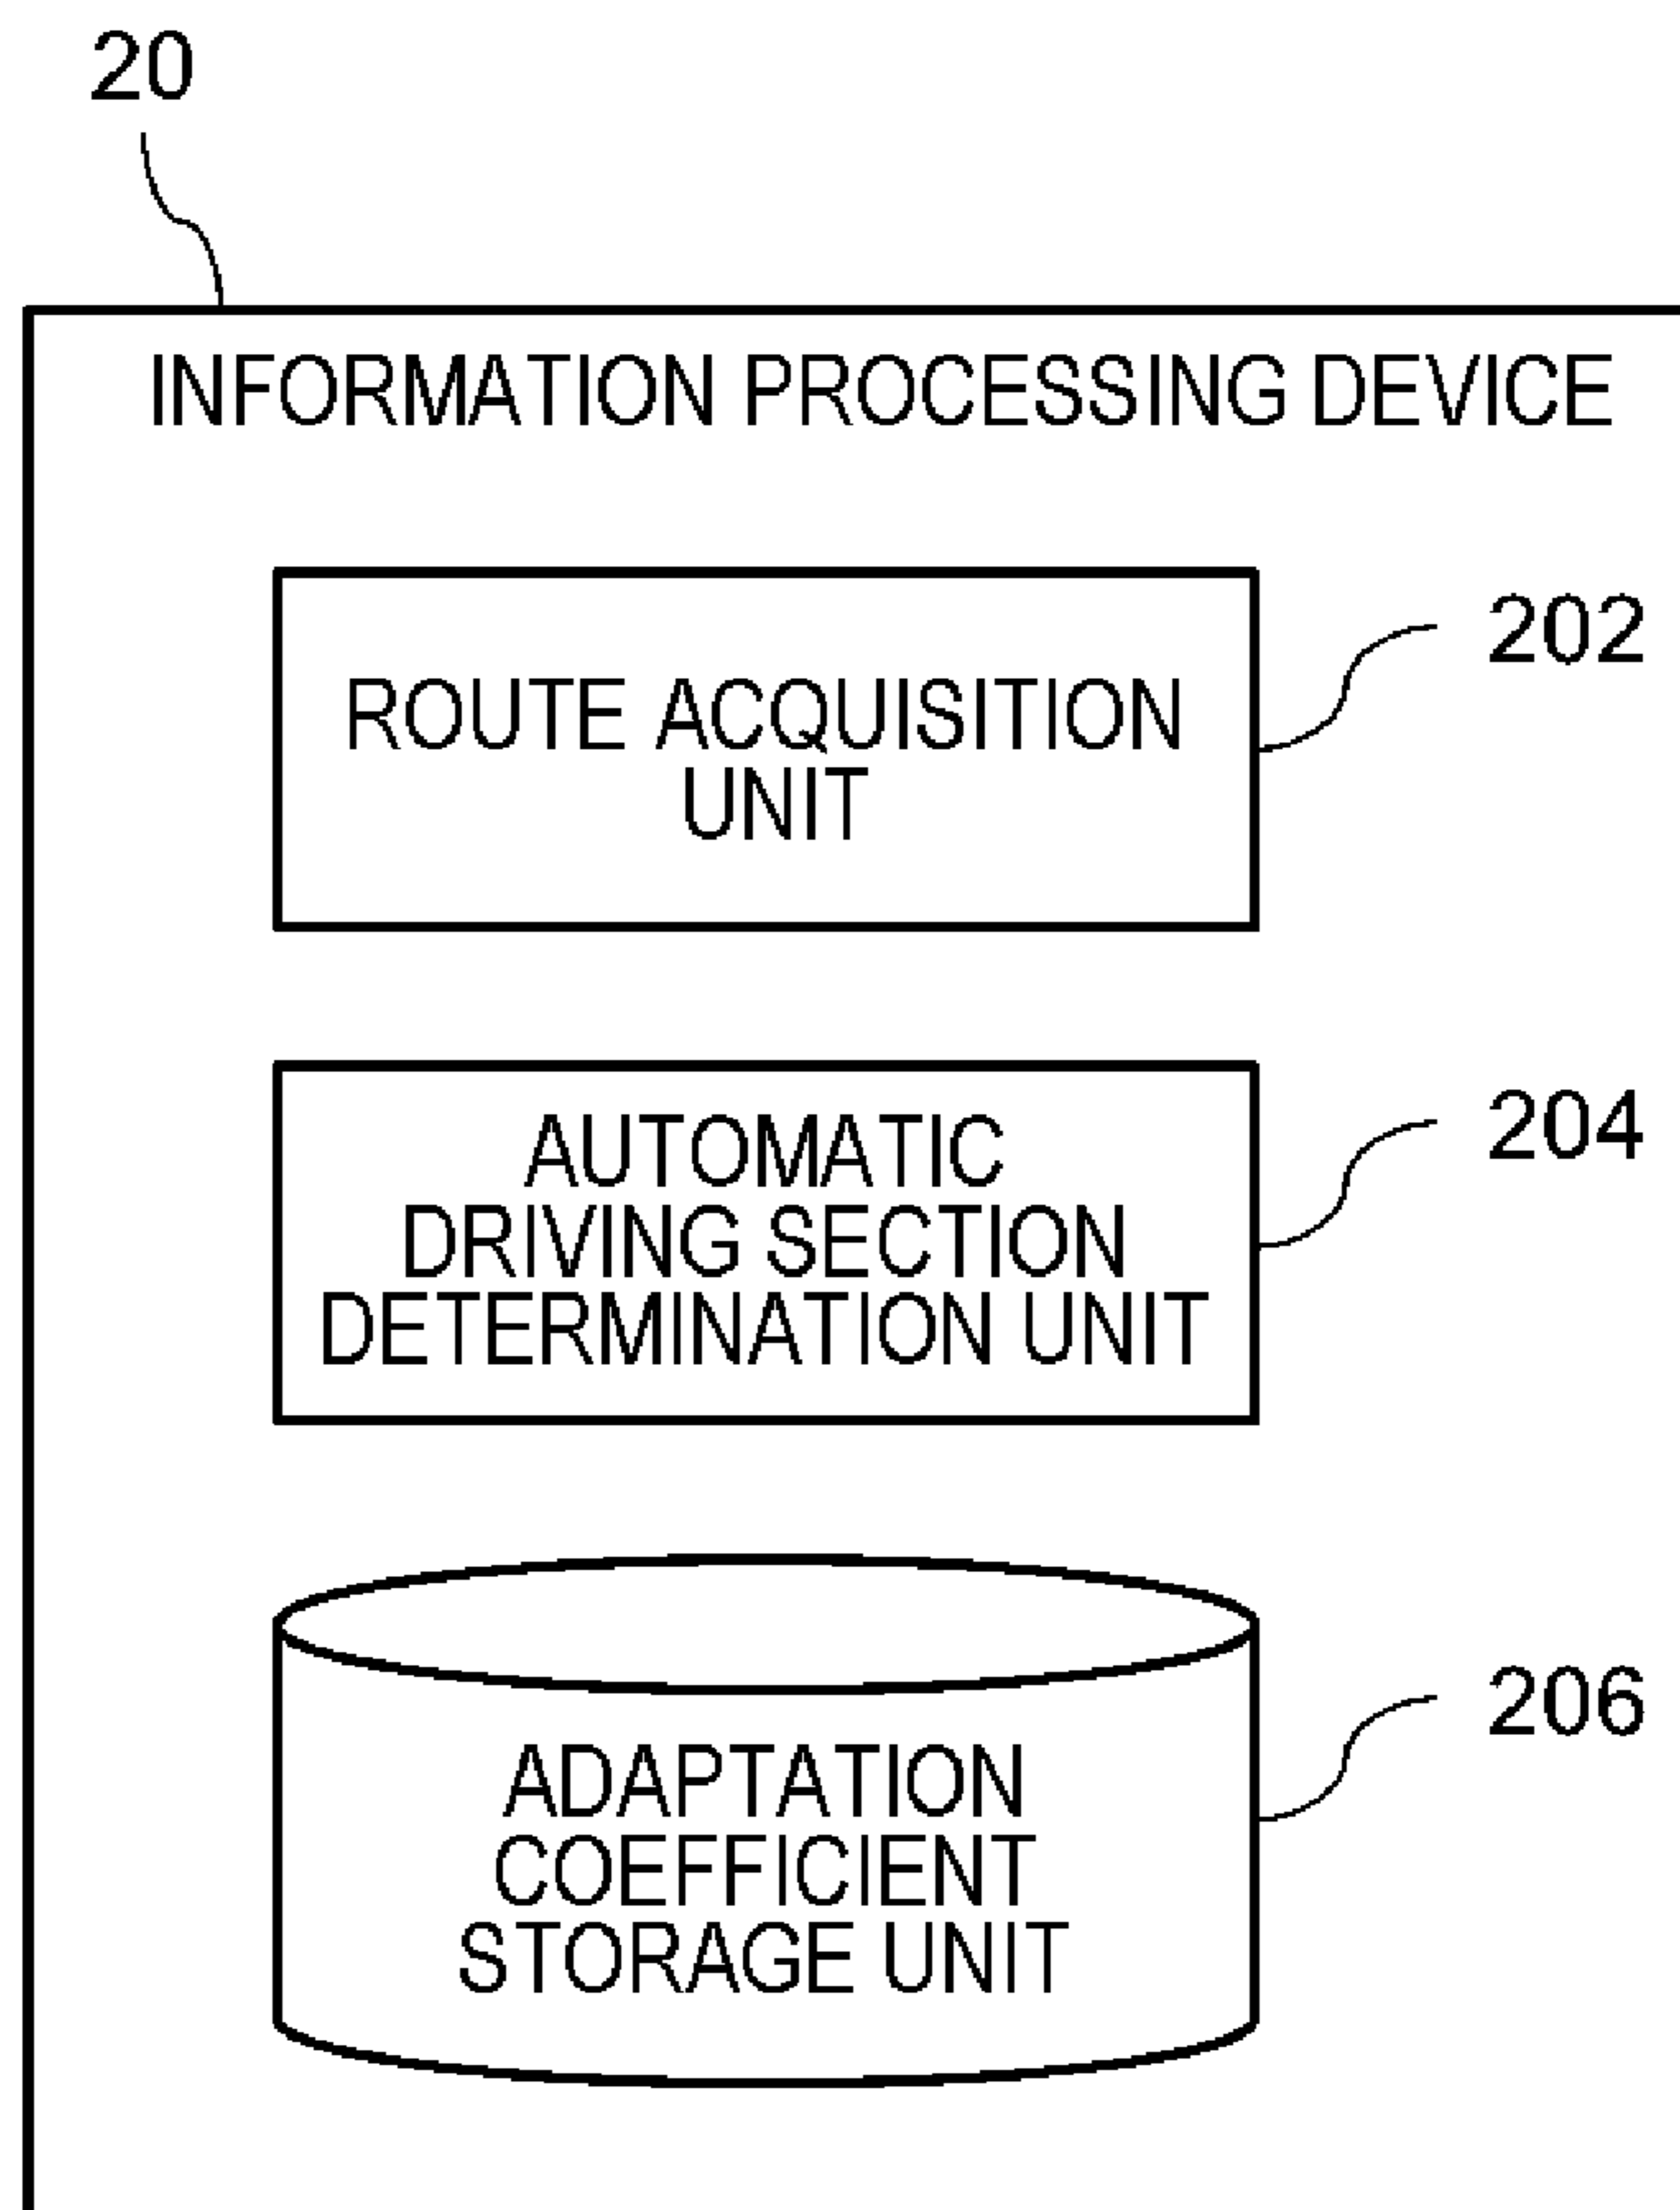 20
INFORMATION PROCESSING DEVICE
202
ROUTE ACQUISITION
UNIT
204
AUTOMATIC
DRIVING SECTION
DETERMINATION UNIT
206
ADAPTATION
COEFFICIENT
STORAGE UNIT